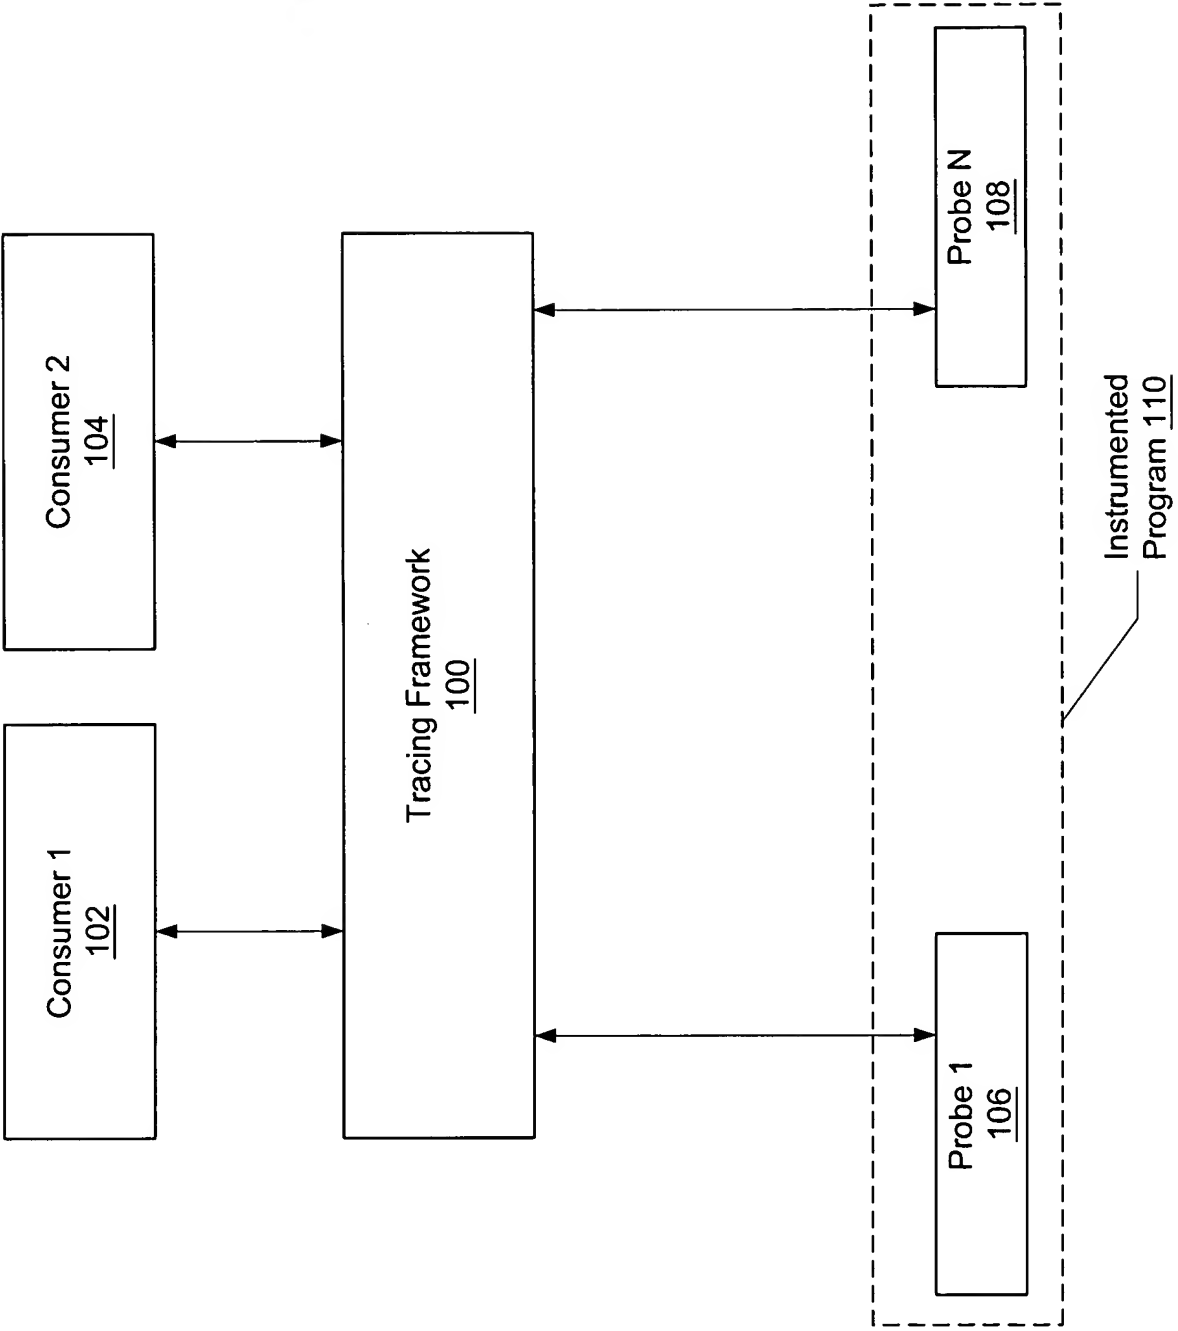 Consumer 1
102
Consumer 2
104
Tracing Framework
100
Probe 1
106
Probe N
108
Instrumented
Program 110